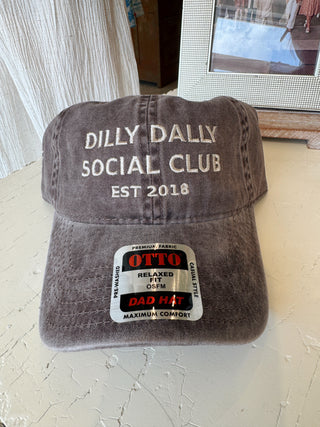 DILLY DALLY
SOCIAL CLUB
EST 2018
PREMIUM FABRIC
OTTO
PRE-WASHED
RELAXED
FIT
OSFM
CASUAL STYLE
DAD HAT
MAXIMUM COMFORT